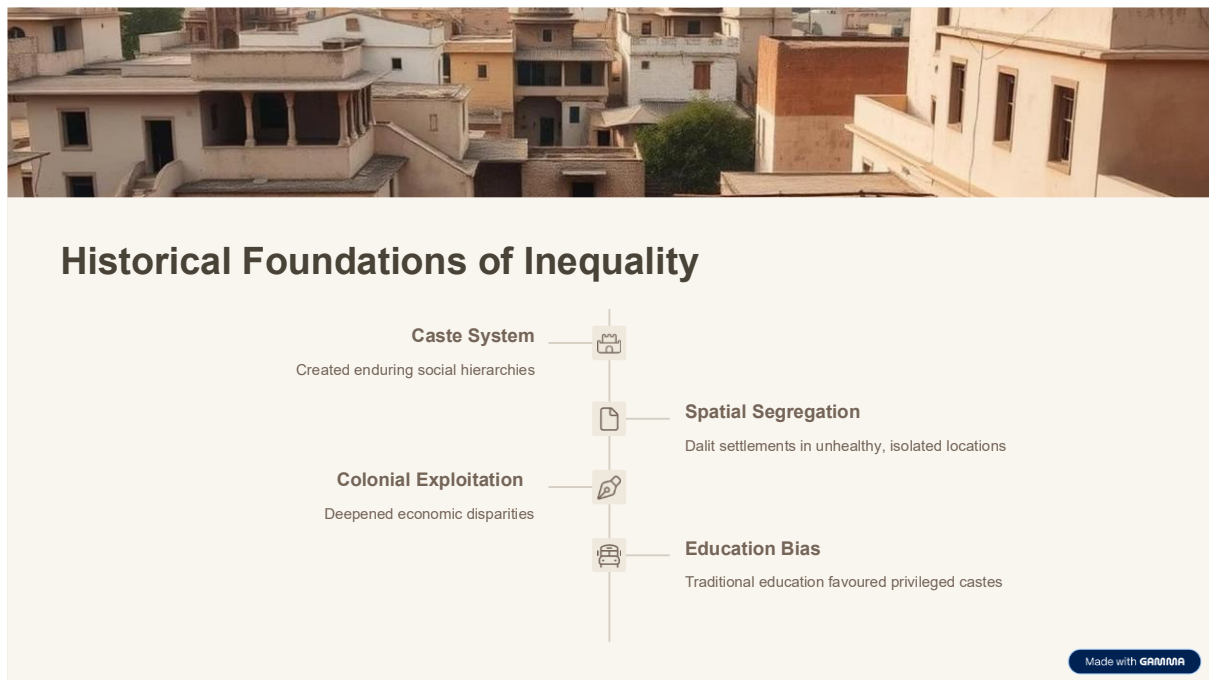 Historical Foundations of Inequality
Caste System
Created enduring social hierarchies
Spatial Segregation
Dalit settlements in unhealthy, isolated locations
Colonial Exploitation
Deepened economic disparities
Education Bias
Traditional education favoured privileged castes
Made with GAMMA